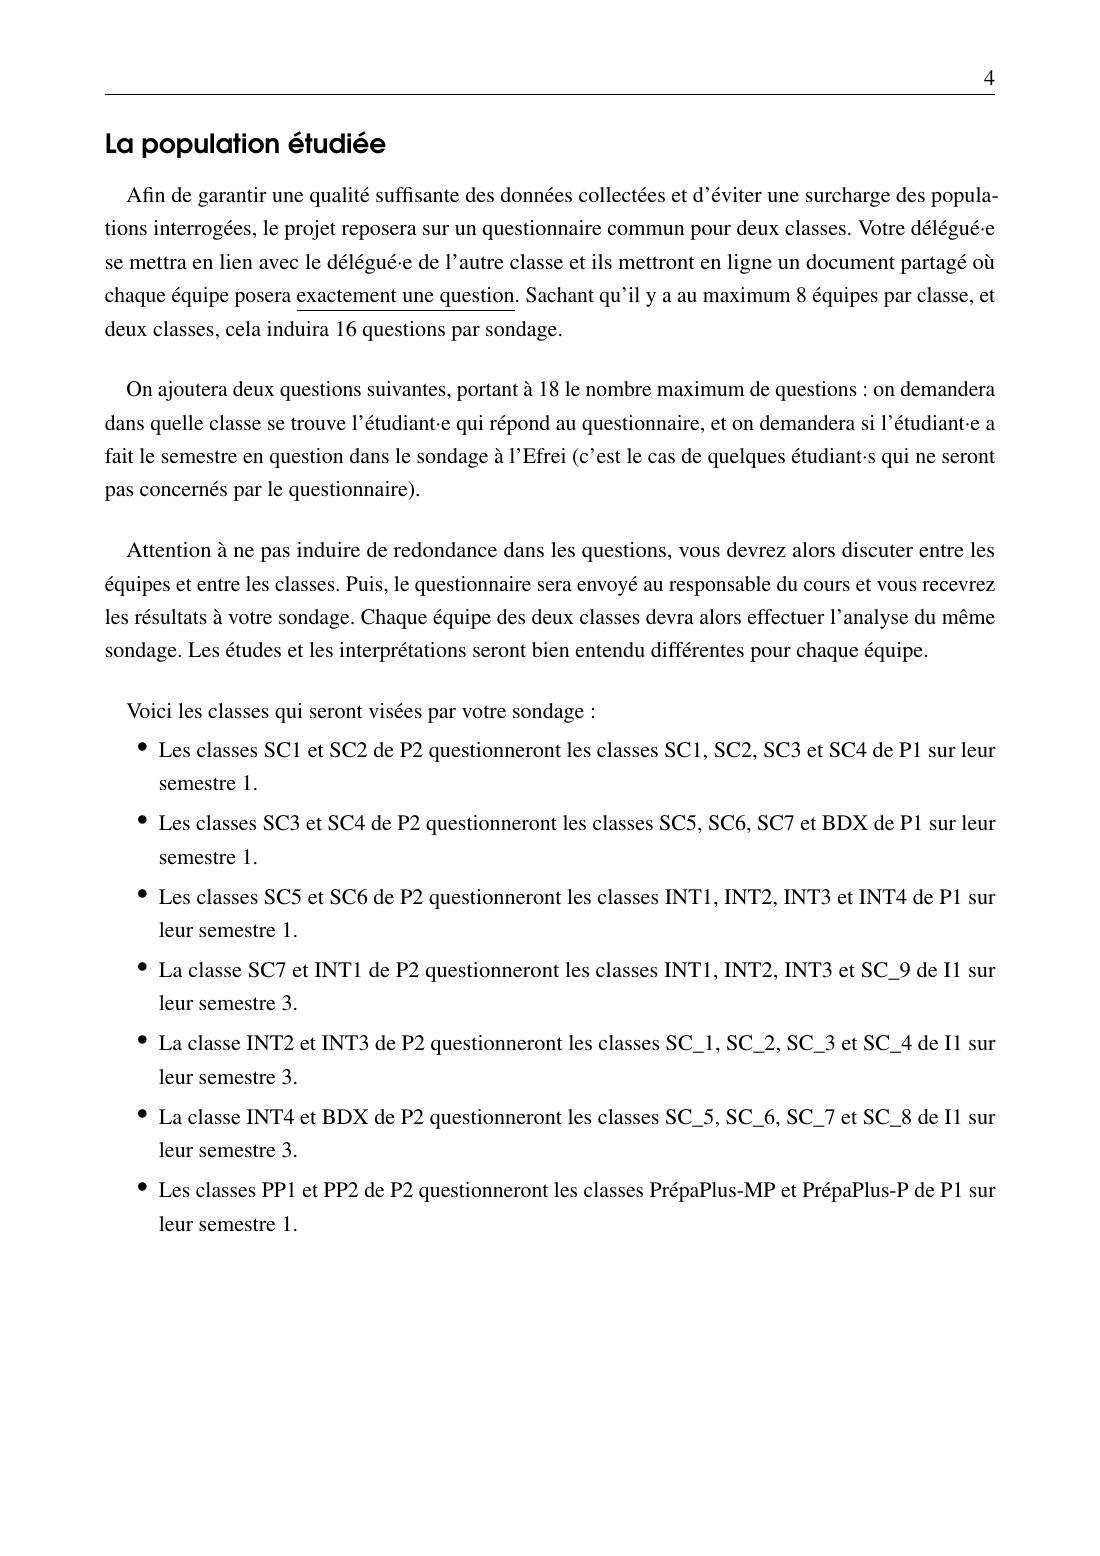 4
La population étudiée
Afin de garantir une qualité suffisante des données collectées et d'éviter une surcharge des popula-
tions interrogées, le projet reposera sur un questionnaire commun pour deux classes. Votre délégué·e
se mettra en lien avec le délégué·e de l'autre classe et ils mettront en ligne un document partagé où
chaque équipe posera exactement une question. Sachant qu'il y a au maximum 8 équipes par classe, et
deux classes, cela induira 16 questions par sondage.
On ajoutera deux questions suivantes, portant à 18 le nombre maximum de questions : on demandera
dans quelle classe se trouve l'étudiant·e qui répond au questionnaire, et on demandera si l'étudiant·e a
fait le semestre en question dans le sondage à l'Efrei (c'est le cas de quelques étudiant·s qui ne seront
pas concernés par le questionnaire).
Attention à ne pas induire de redondance dans les questions, vous devrez alors discuter entre les
équipes et entre les classes. Puis, le questionnaire sera envoyé au responsable du cours et vous recevrez
les résultats à votre sondage. Chaque équipe des deux classes devra alors effectuer l'analyse du même
sondage. Les études et les interprétations seront bien entendu différentes pour chaque équipe.
Voici les classes qui seront visées par votre sondage :
• Les classes SC1 et SC2 de P2 questionneront les classes SC1, SC2, SC3 et SC4 de P1 sur leur
semestre 1.
• Les classes SC3 et SC4 de P2 questionneront les classes SC5, SC6, SC7 et BDX de P1 sur leur
semestre 1.
• Les classes SC5 et SC6 de P2 questionneront les classes INT1, INT2, INT3 et INT4 de P1 sur
leur semestre 1.
• La classe SC7 et INT1 de P2 questionneront les classes INT1, INT2, INT3 et SC_9 de I1 sur
leur semestre 3.
• La classe INT2 et INT3 de P2 questionneront les classes SC_1, SC_2, SC_3 et SC_4 de I1 sur
leur semestre 3.
• La classe INT4 et BDX de P2 questionneront les classes SC_5, SC_6, SC_7 et SC_8 de I1 sur
leur semestre 3.
• Les classes PP1 et PP2 de P2 questionneront les classes PrépaPlus-MP et PrépaPlus-P de P1 sur
leur semestre 1.